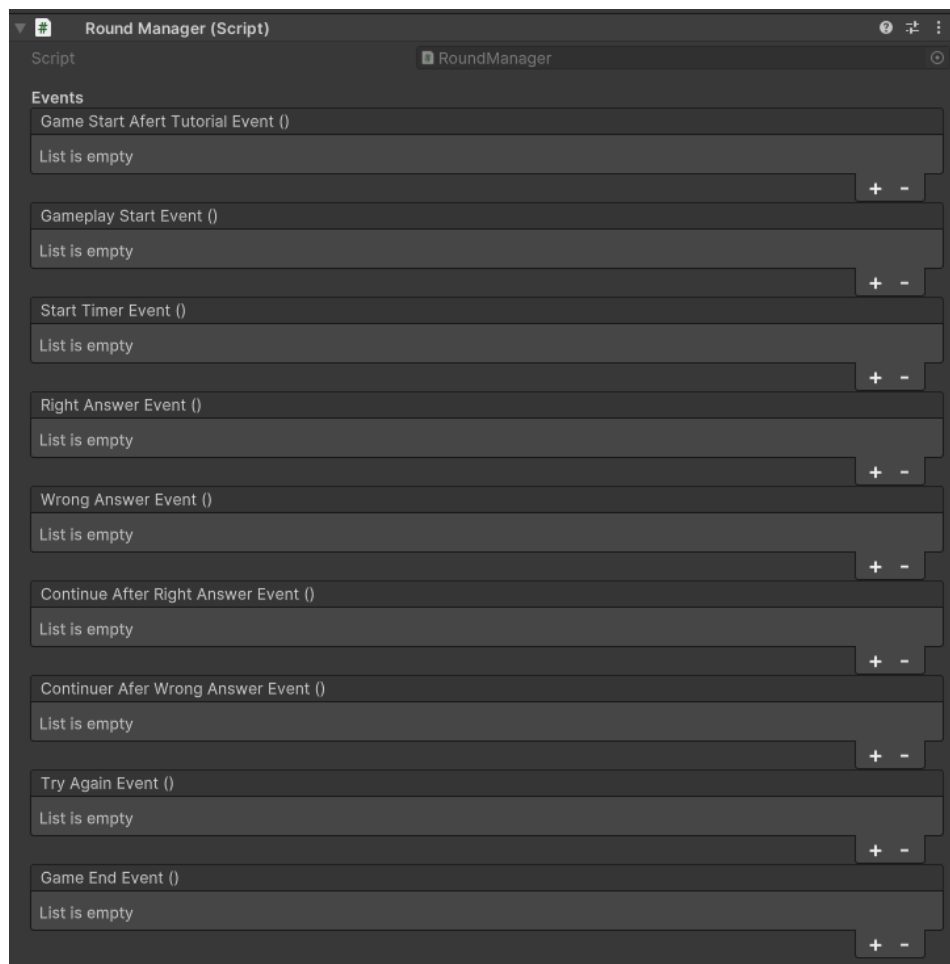 Round Manager (Script)
Script RoundManager
Events
Game Start Afert Tutorial Event ()
List is empty
+ -
Gameplay Start Event ()
List is empty
+ -
Start Timer Event ()
List is empty
+ -
Right Answer Event ()
List is empty
+ -
Wrong Answer Event ()
List is empty
+ -
Continue After Right Answer Event ()
List is empty
+ -
Continuer Afer Wrong Answer Event ()
List is empty
+ -
Try Again Event ()
List is empty
+ -
Game End Event ()
List is empty
+ -